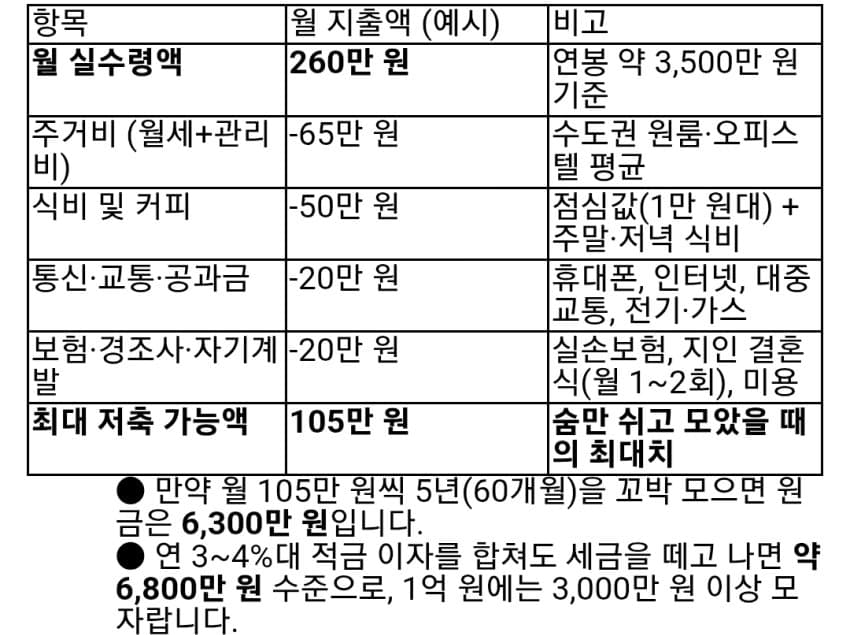 항목 월 지출액 (예시) 비고
월 실수령액 260만 원 연봉 약 3,500만 원
기준
주거비 (월세+관리 -65만 원 수도권 원룸·오피스
비) 텔 평균
식비 및 커피 -50만 원 점심값(1만 원대) +
주말·저녁 식비
통신·교통·공과금 -20만 원 휴대폰, 인터넷, 대중
교통, 전기·가스
보험·경조사·자기계 -20만 원 실손보험, 지인 결혼
발 식(월 1~2회), 미용
최대 저축 가능액 105만 원 숨만 쉬고 모았을 때
의 최대치
● 만약 월 105만 원씩 5년(60개월)을 꼬박 모으면 원
금은 6,300만 원입니다.
● 연 3~4%대 적금 이자를 합쳐도 세금을 떼고 나면 약
6,800만 원 수준으로, 1억 원에는 3,000만 원 이상 모
자랍니다.